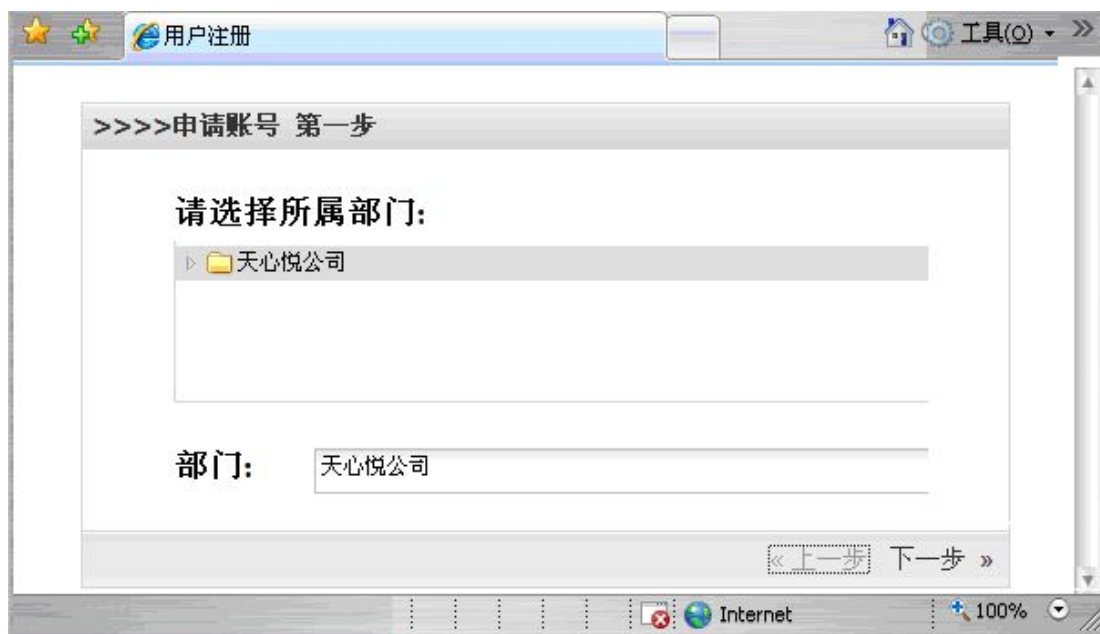 用户注册
工具(O)
>>>>申请账号 第一步
请选择所属部门:
天心悦公司
部门: 天心悦公司
« 上一步 下一步 »
Internet 100%